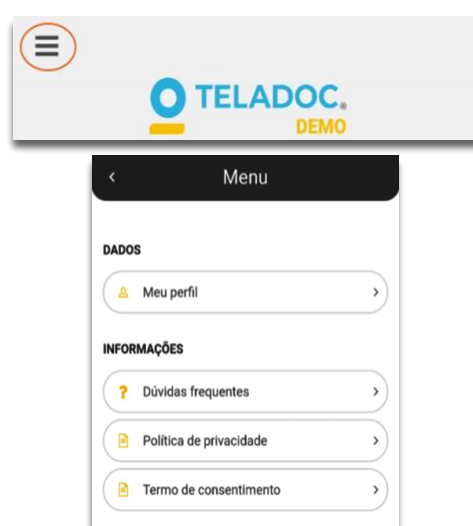 TELADOC®
DEMO
Menu
DADOS
Meu perfil
INFORMAÇÕES
Dúvidas frequentes
Política de privacidade
Termo de consentimento